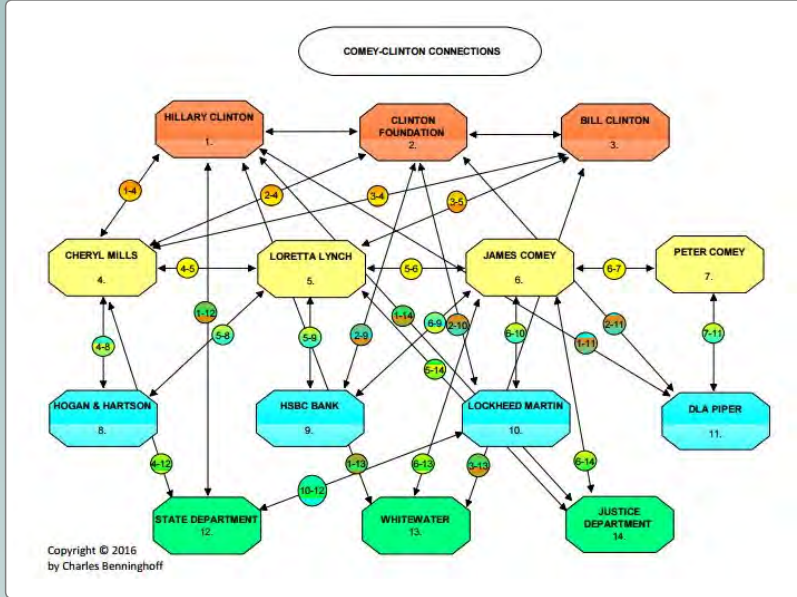 COMEY-CLINTON CONNECTIONS
HILLARY CLINTON
1.
CLINTON
FOUNDATION
2.
BILL CLINTON
3.
1-4
2-4
3-4
3-5
CHERYL MILLS
4.
4-5
LORETTA LYNCH
5.
5-6
JAMES COMEY
6.
6-7
PETER COMEY
7.
1-12
4-8
5-8
5-9
2-9
1-14
6-9
2-10
6-10
1-11
2-11
7-11
5-14
HOGAN & HARTSON
8.
HSBC BANK
9.
LOCKHEED MARTIN
10.
DLA PIPER
11.
4-12
10-12
1-13
6-13
3-13
6-14
STATE DEPARTMENT
12.
WHITEWATER
13.
JUSTICE
DEPARTMENT
14.
Copyright © 2016
by Charles Benninghoff